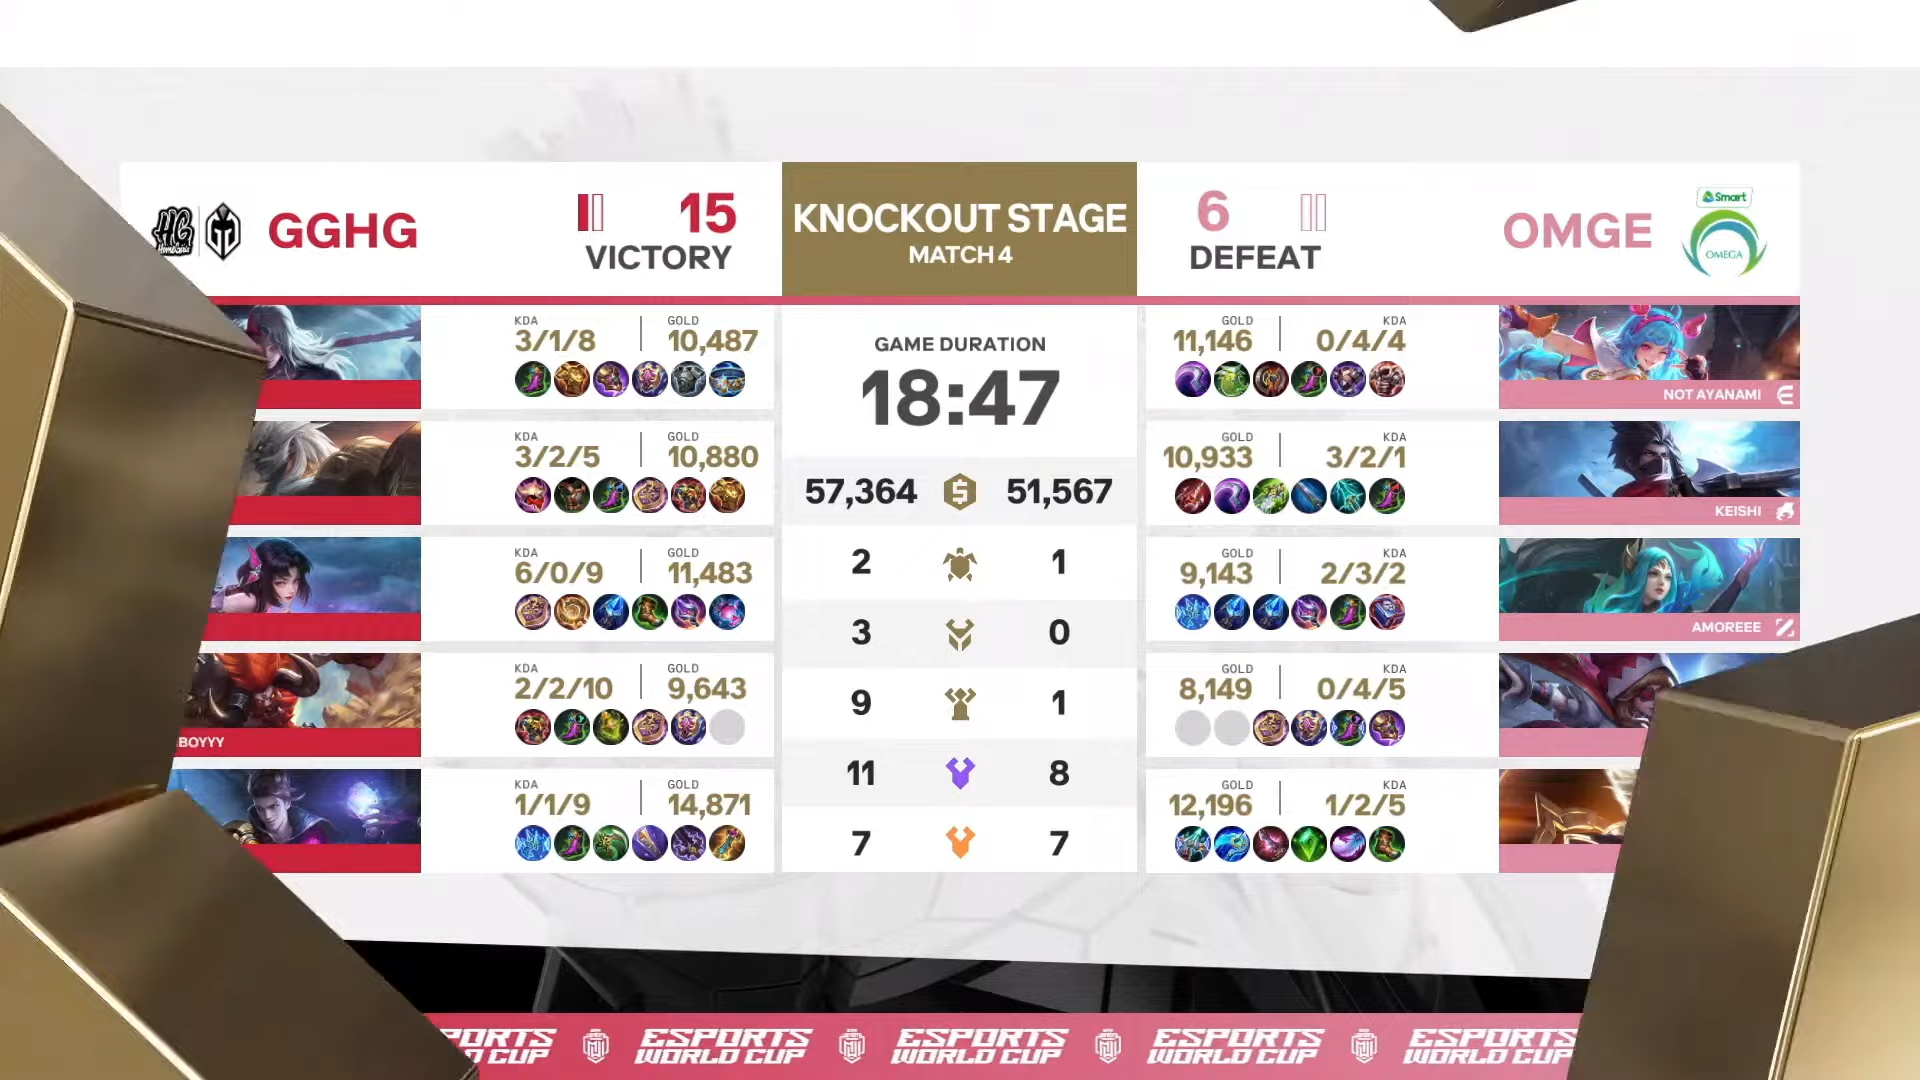 HG
GGHG
15
VICTORY
KNOCKOUT STAGE
MATCH 4
6
DEFEAT
OMGE
Smart
OMEGA
KDA
3/1/8
GOLD
10,487
KDA
3/2/5
GOLD
10,880
KDA
6/0/9
GOLD
11,483
KDA
2/2/10
GOLD
9,643
BOYYY
KDA
1/1/9
GOLD
14,871
GAME DURATION
18:47
57,364 51,567
2 1
3 0
9 1
11 8
7 7
GOLD
11,146
KDA
0/4/4
NOT AYANAMI
GOLD
10,933
KDA
3/2/1
KEISHI
GOLD
9,143
KDA
2/3/2
AMOREEE
GOLD
8,149
KDA
0/4/5
GOLD
12,196
KDA
1/2/5
PORTS ESPORTS ESPORTS ESPORTS ESPORTS
D CUP WORLD CUP WORLD CUP WORLD CUP WORLD CUP